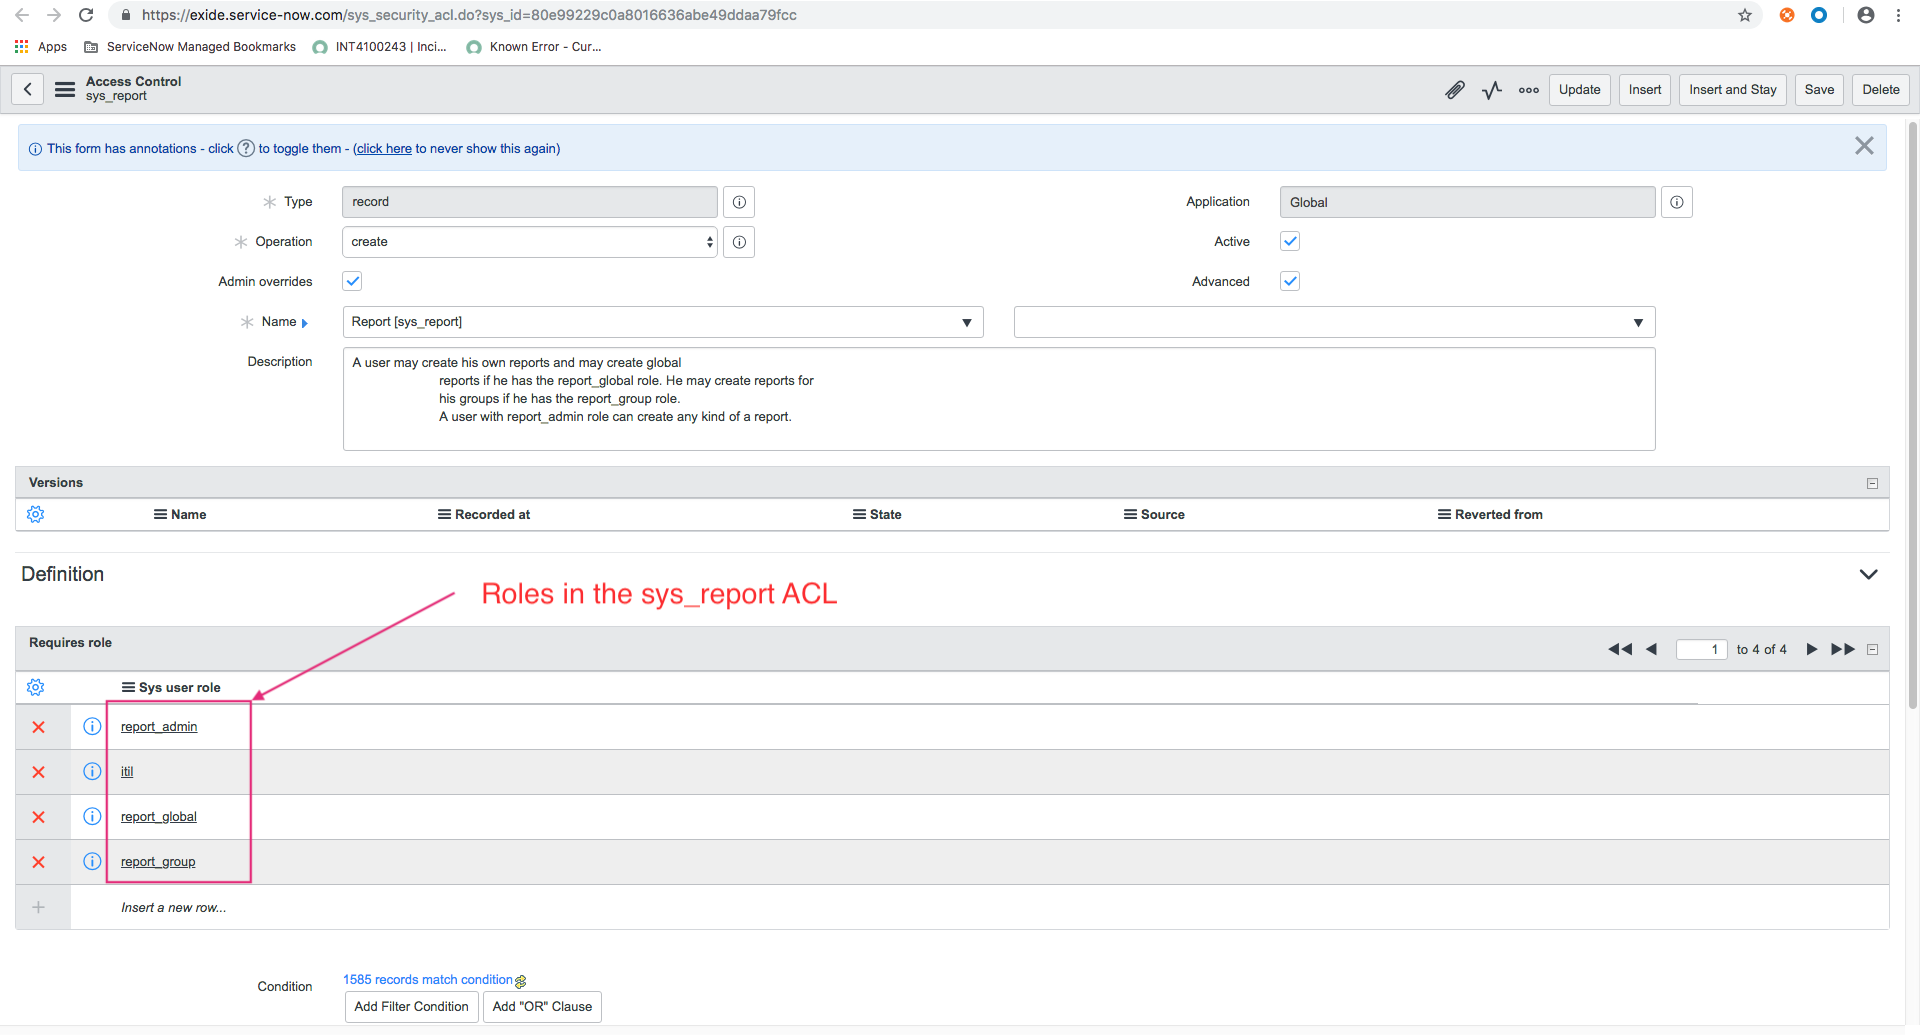 https://exide.service-now.com/sys_security_acl.do?sys_id=80e99229c0a8016636abe49ddaa79fcc
Apps ServiceNow Managed Bookmarks INT4100243 | Inci... Known Error - Cur...
Access Control
sys_report
Update Insert Insert and Stay Save Delete
This form has annotations - click ? to toggle them - (click here to never show this again)
Type record Application Global
Operation create Active
Admin overrides Advanced
Name Report [sys_report]
Description A user may create his own reports and may create global
reports if he has the report_global role. He may create reports for
his groups if he has the report_group role.
A user with report_admin role can create any kind of a report.
Versions
Name Recorded at State Source Reverted from
Definition
Roles in the sys_report ACL
Requires role 1 to 4 of 4
Sys user role
report_admin
itil
report_global
report_group
Insert a new row...
Condition 1585 records match condition
Add Filter Condition Add "OR" Clause